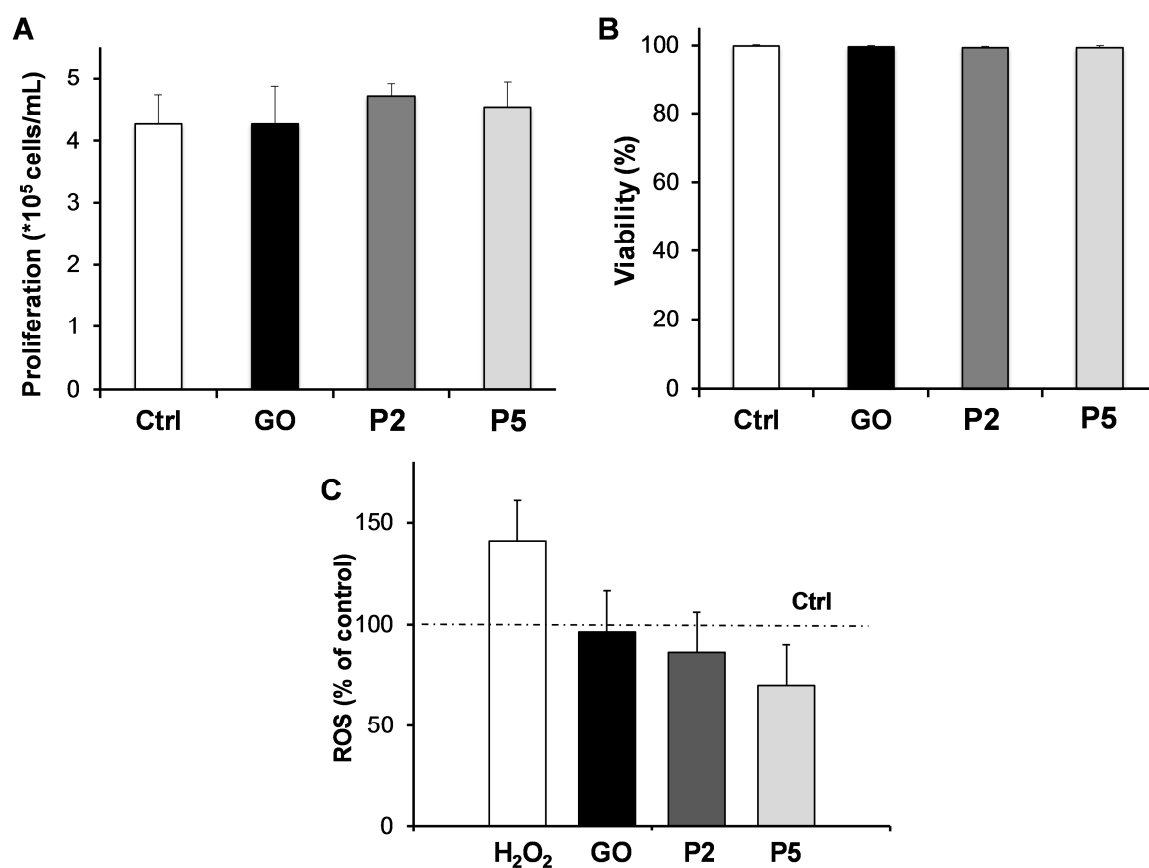 A
Proliferation (*10⁵ cells/mL)
5
4
3
2
1
0
Ctrl GO P2 P5
B
Viability (%)
100
80
60
40
20
0
Ctrl GO P2 P5
C
ROS (% of control)
150
100
50
0
Ctrl
H₂O₂ GO P2 P5